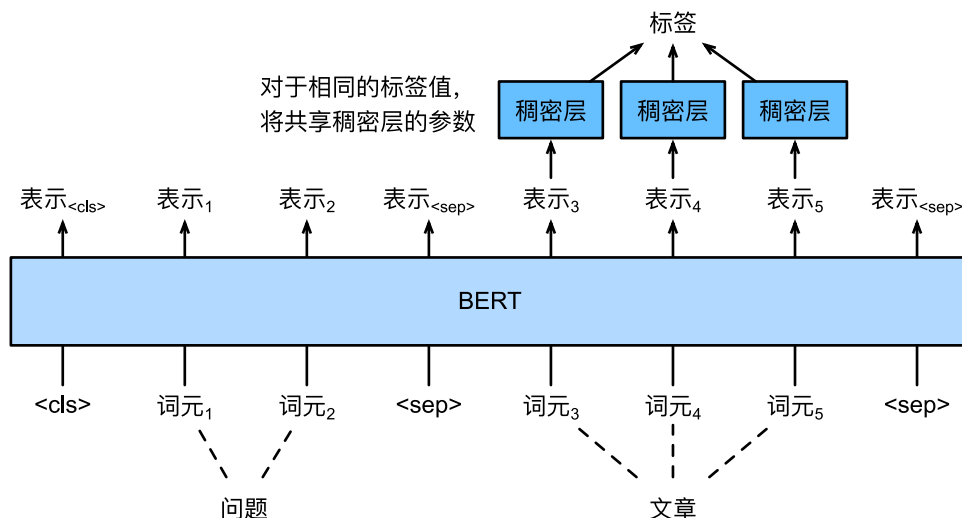 标签
对于相同的标签值，
将共享稠密层的参数
稠密层 稠密层 稠密层
表示<cls> 表示1 表示2 表示<sep> 表示3 表示4 表示5 表示<sep>
BERT
<cls> 词元1 词元2 <sep> 词元3 词元4 词元5 <sep>
问题 文章